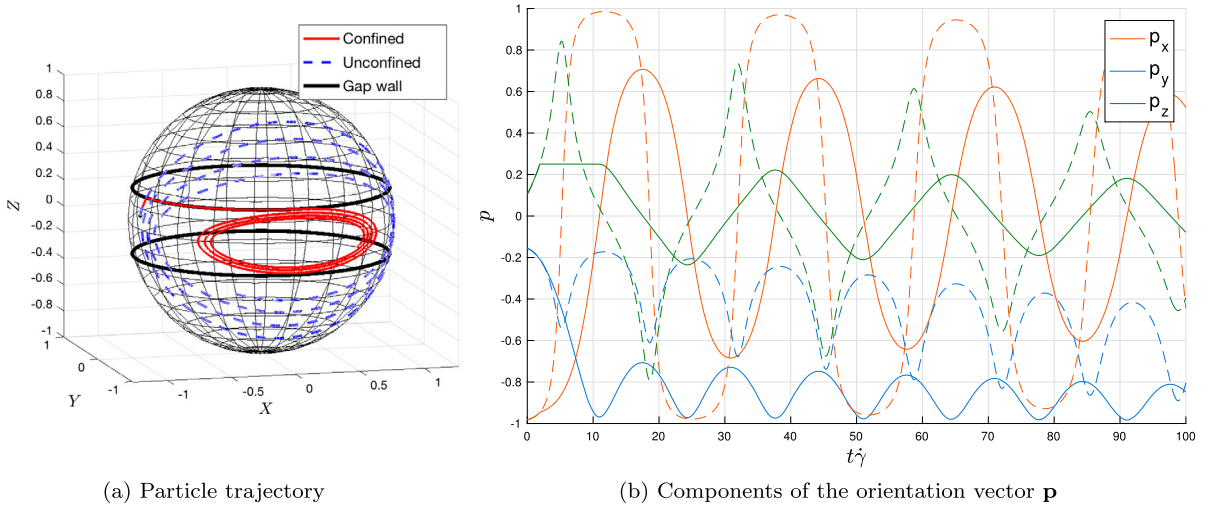 Confined
Unconfined
Gap wall
1
0.8
0.6
0.4
0.2
0
-0.2
-0.4
-0.6
-0.8
-1
Z
1
0
-1
Y
-1
-0.5
0
0.5
1
X
(a) Particle trajectory
1
0.8
0.6
0.4
0.2
0
-0.2
-0.4
-0.6
-0.8
-1
p
p_x
p_y
p_z
0 10 20 30 40 50 60 70 80 90 100
tγ̇
(b) Components of the orientation vector p